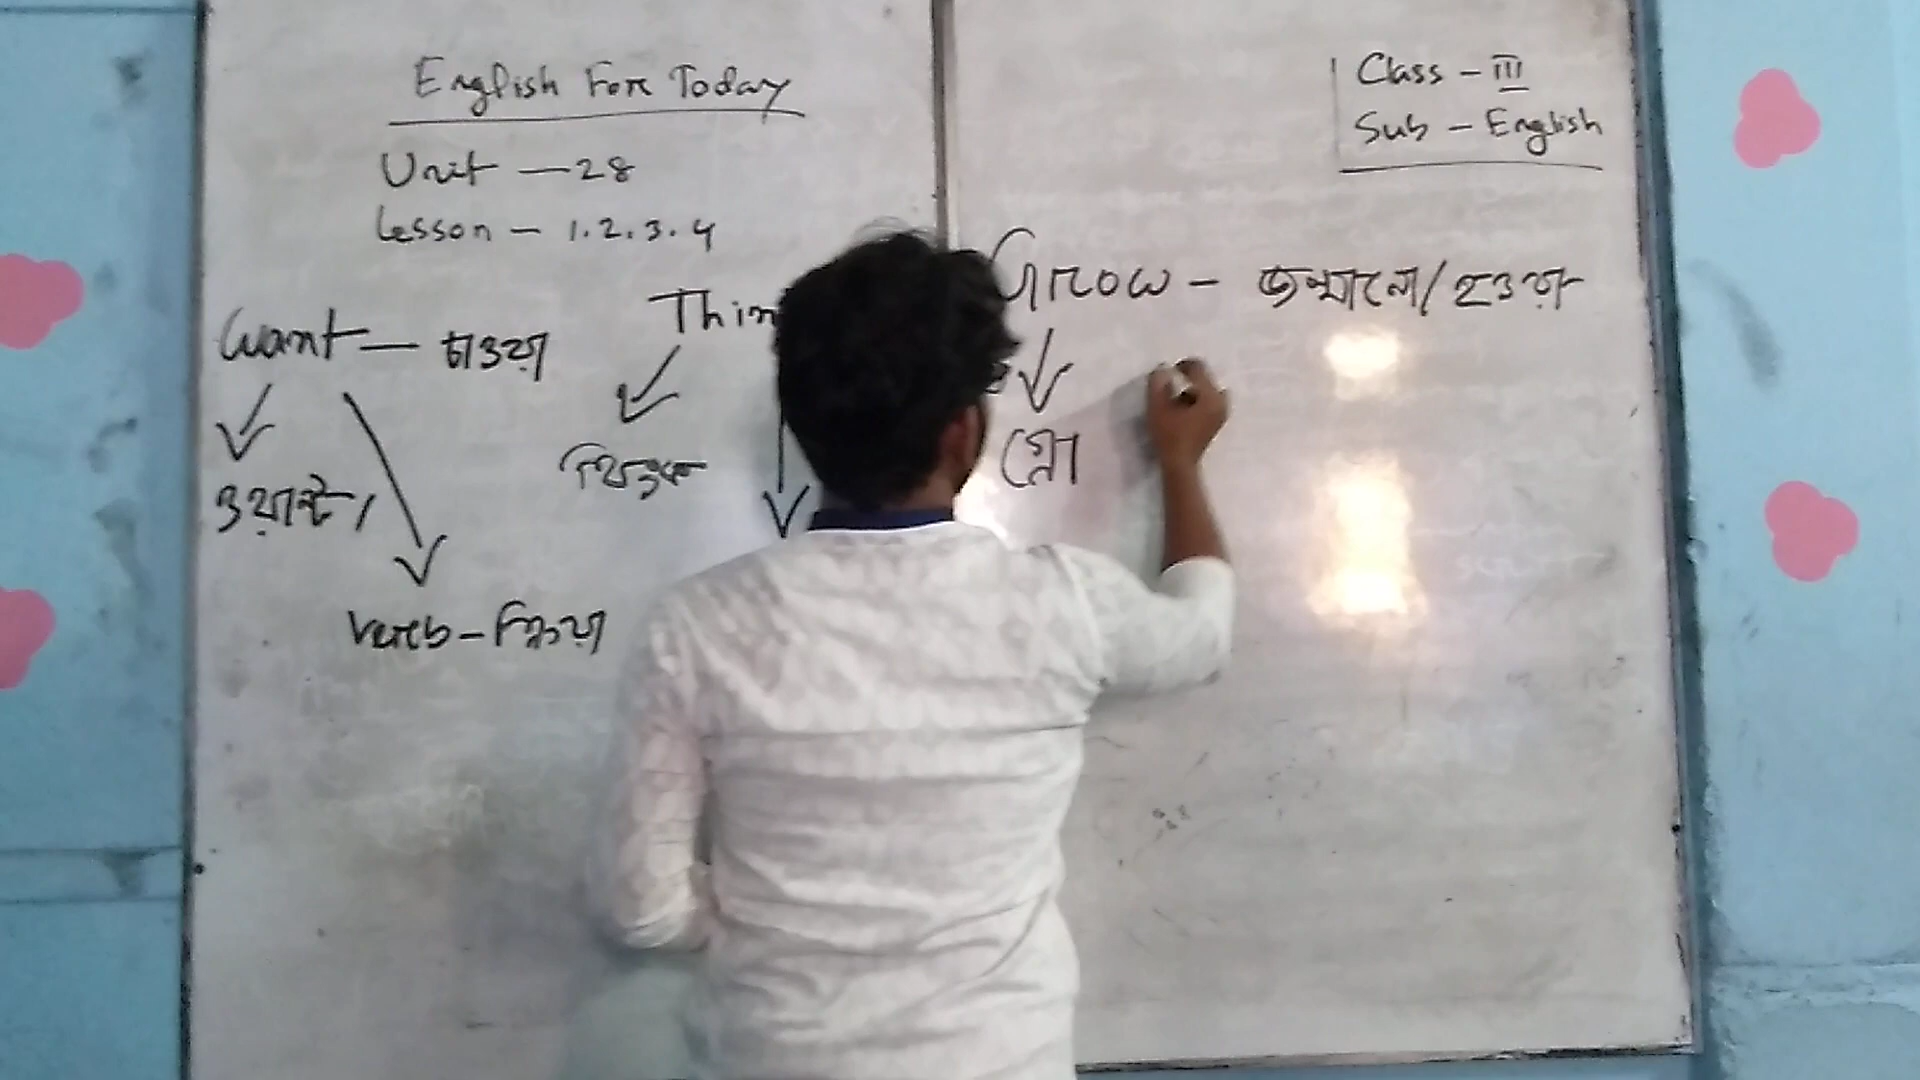 English For Today
Unit – 28
Lesson – 1.2.3.4
Class – III
Sub – English
Want – চাওয়া
ওয়ান্ট
verb – ক্রিয়া
থিংক
Grow – জন্মানো/হওয়া
গ্রো